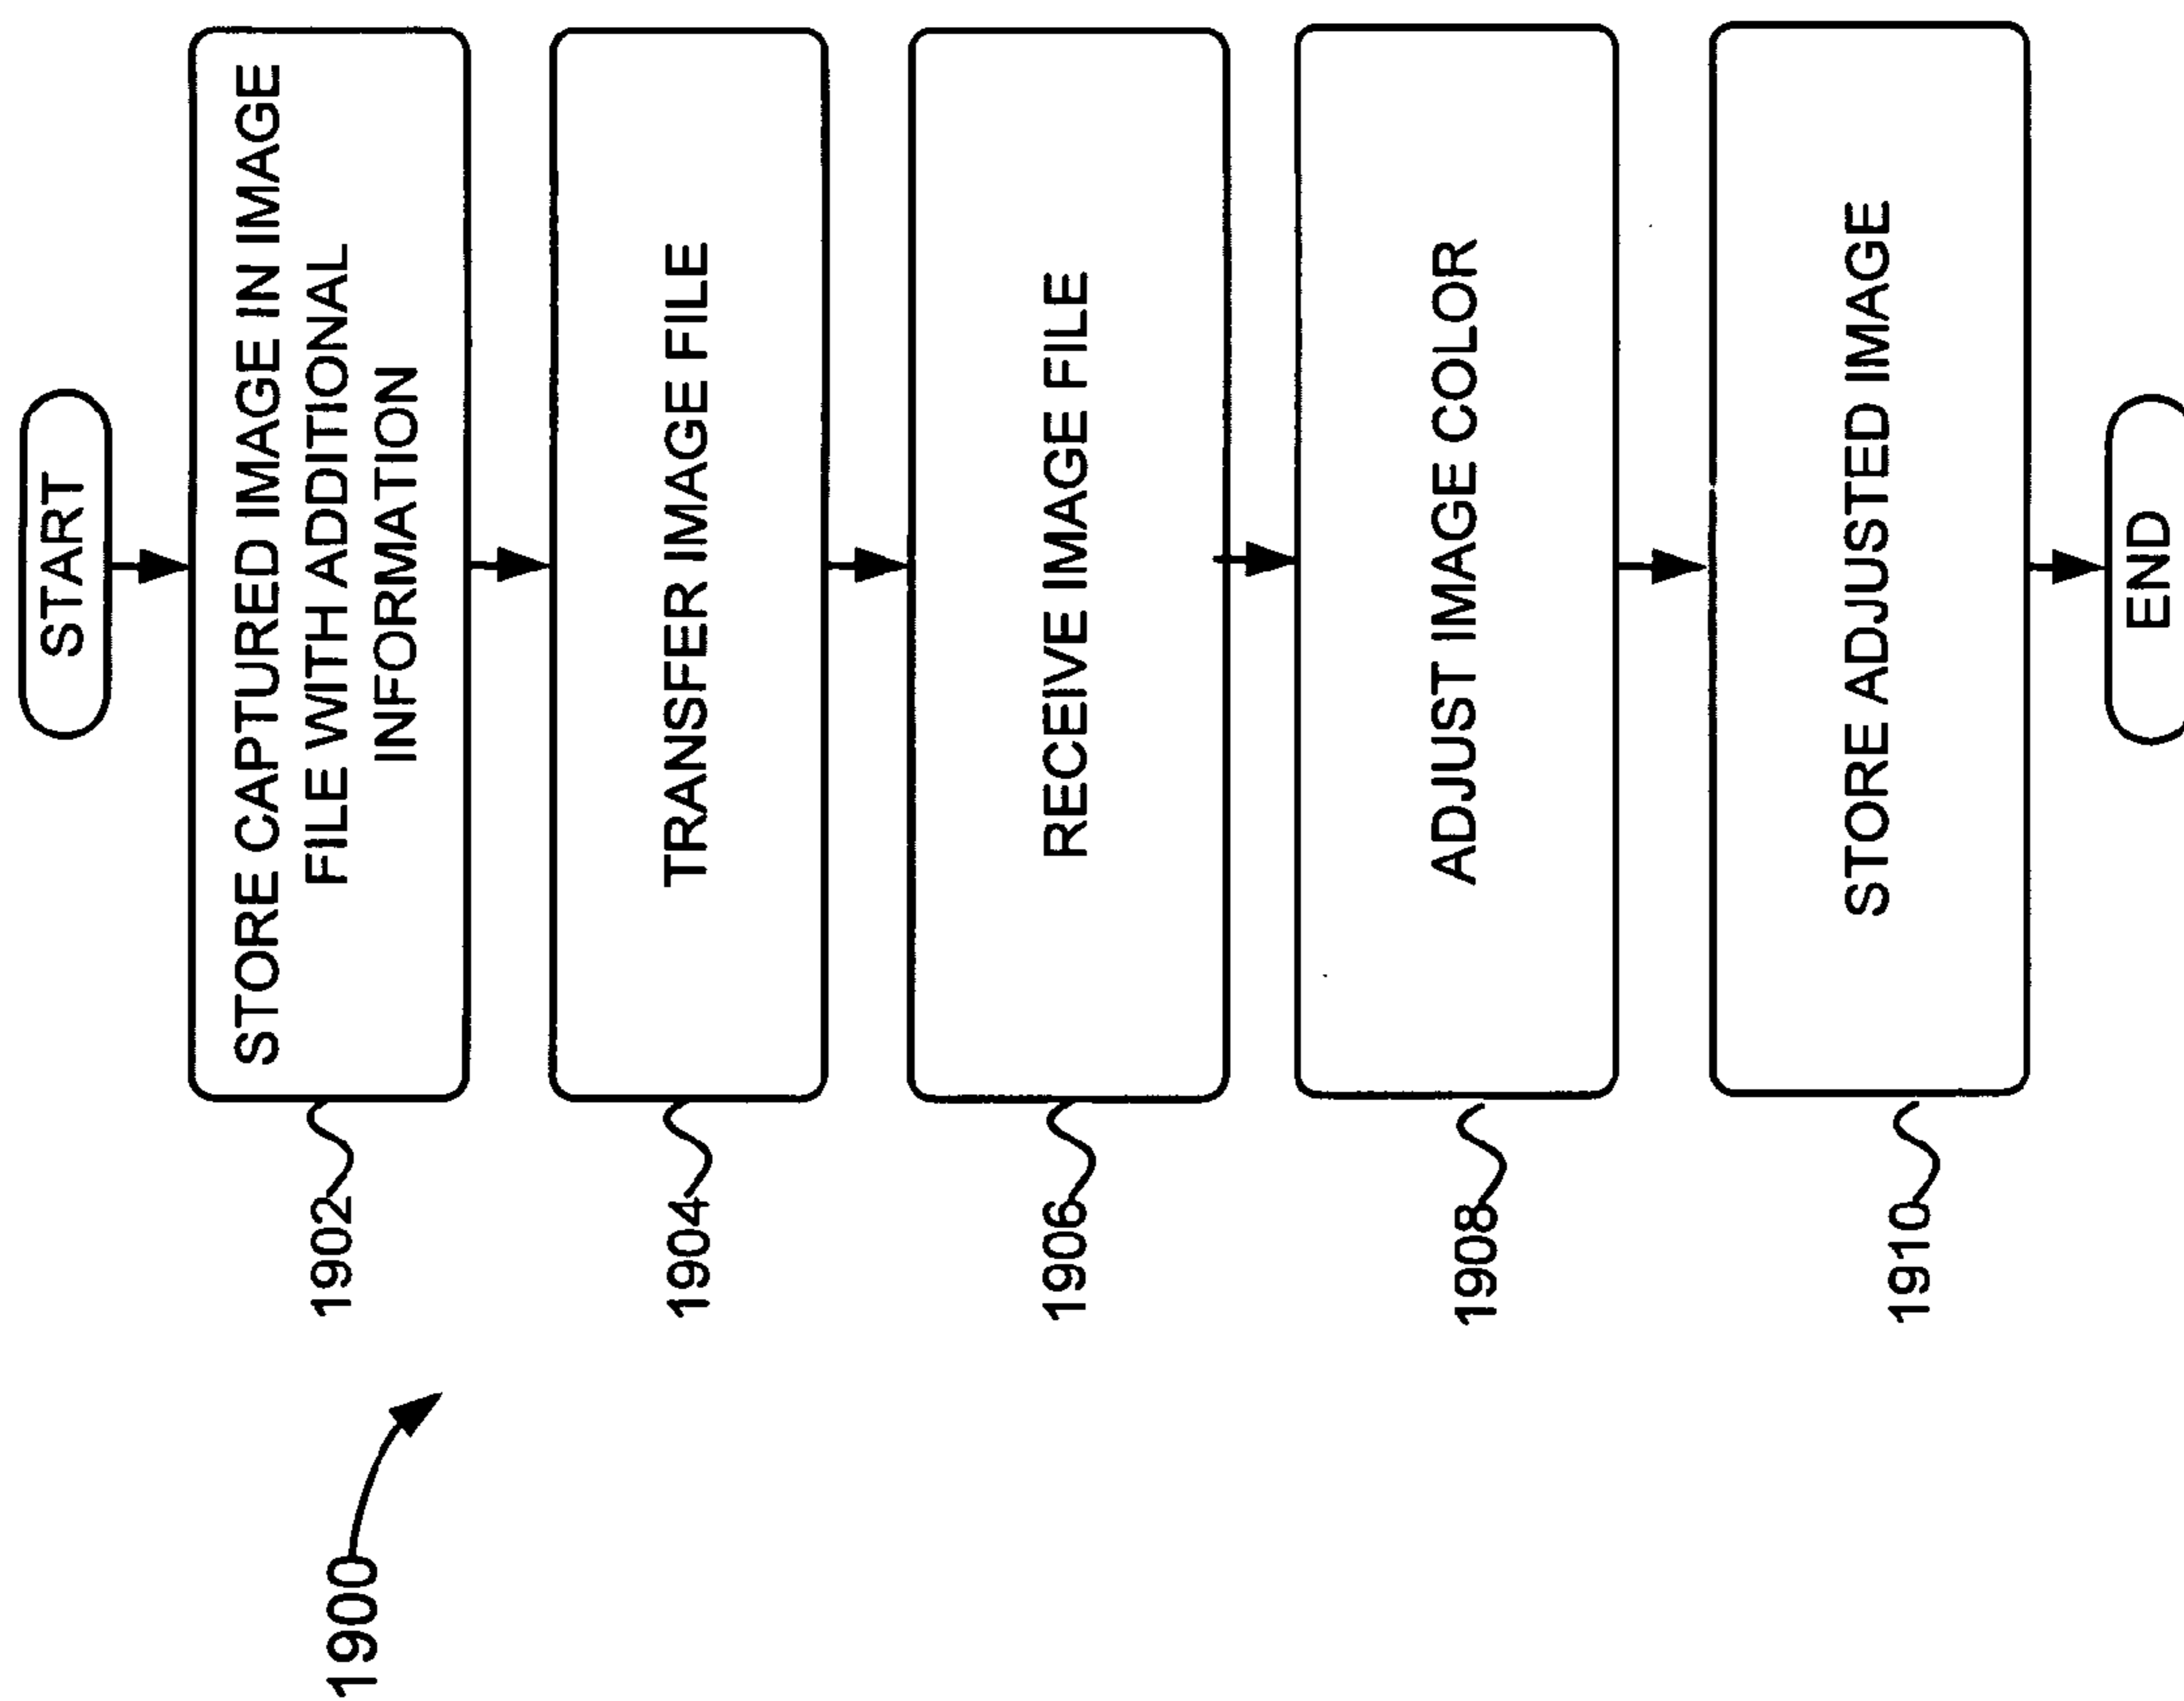 START
STORE CAPTURED IMAGE IN IMAGE
FILE WITH ADDITIONAL
INFORMATION
1902
TRANSFER IMAGE FILE
1904
RECEIVE IMAGE FILE
1906
ADJUST IMAGE COLOR
1908
STORE ADJUSTED IMAGE
1910
END
1900